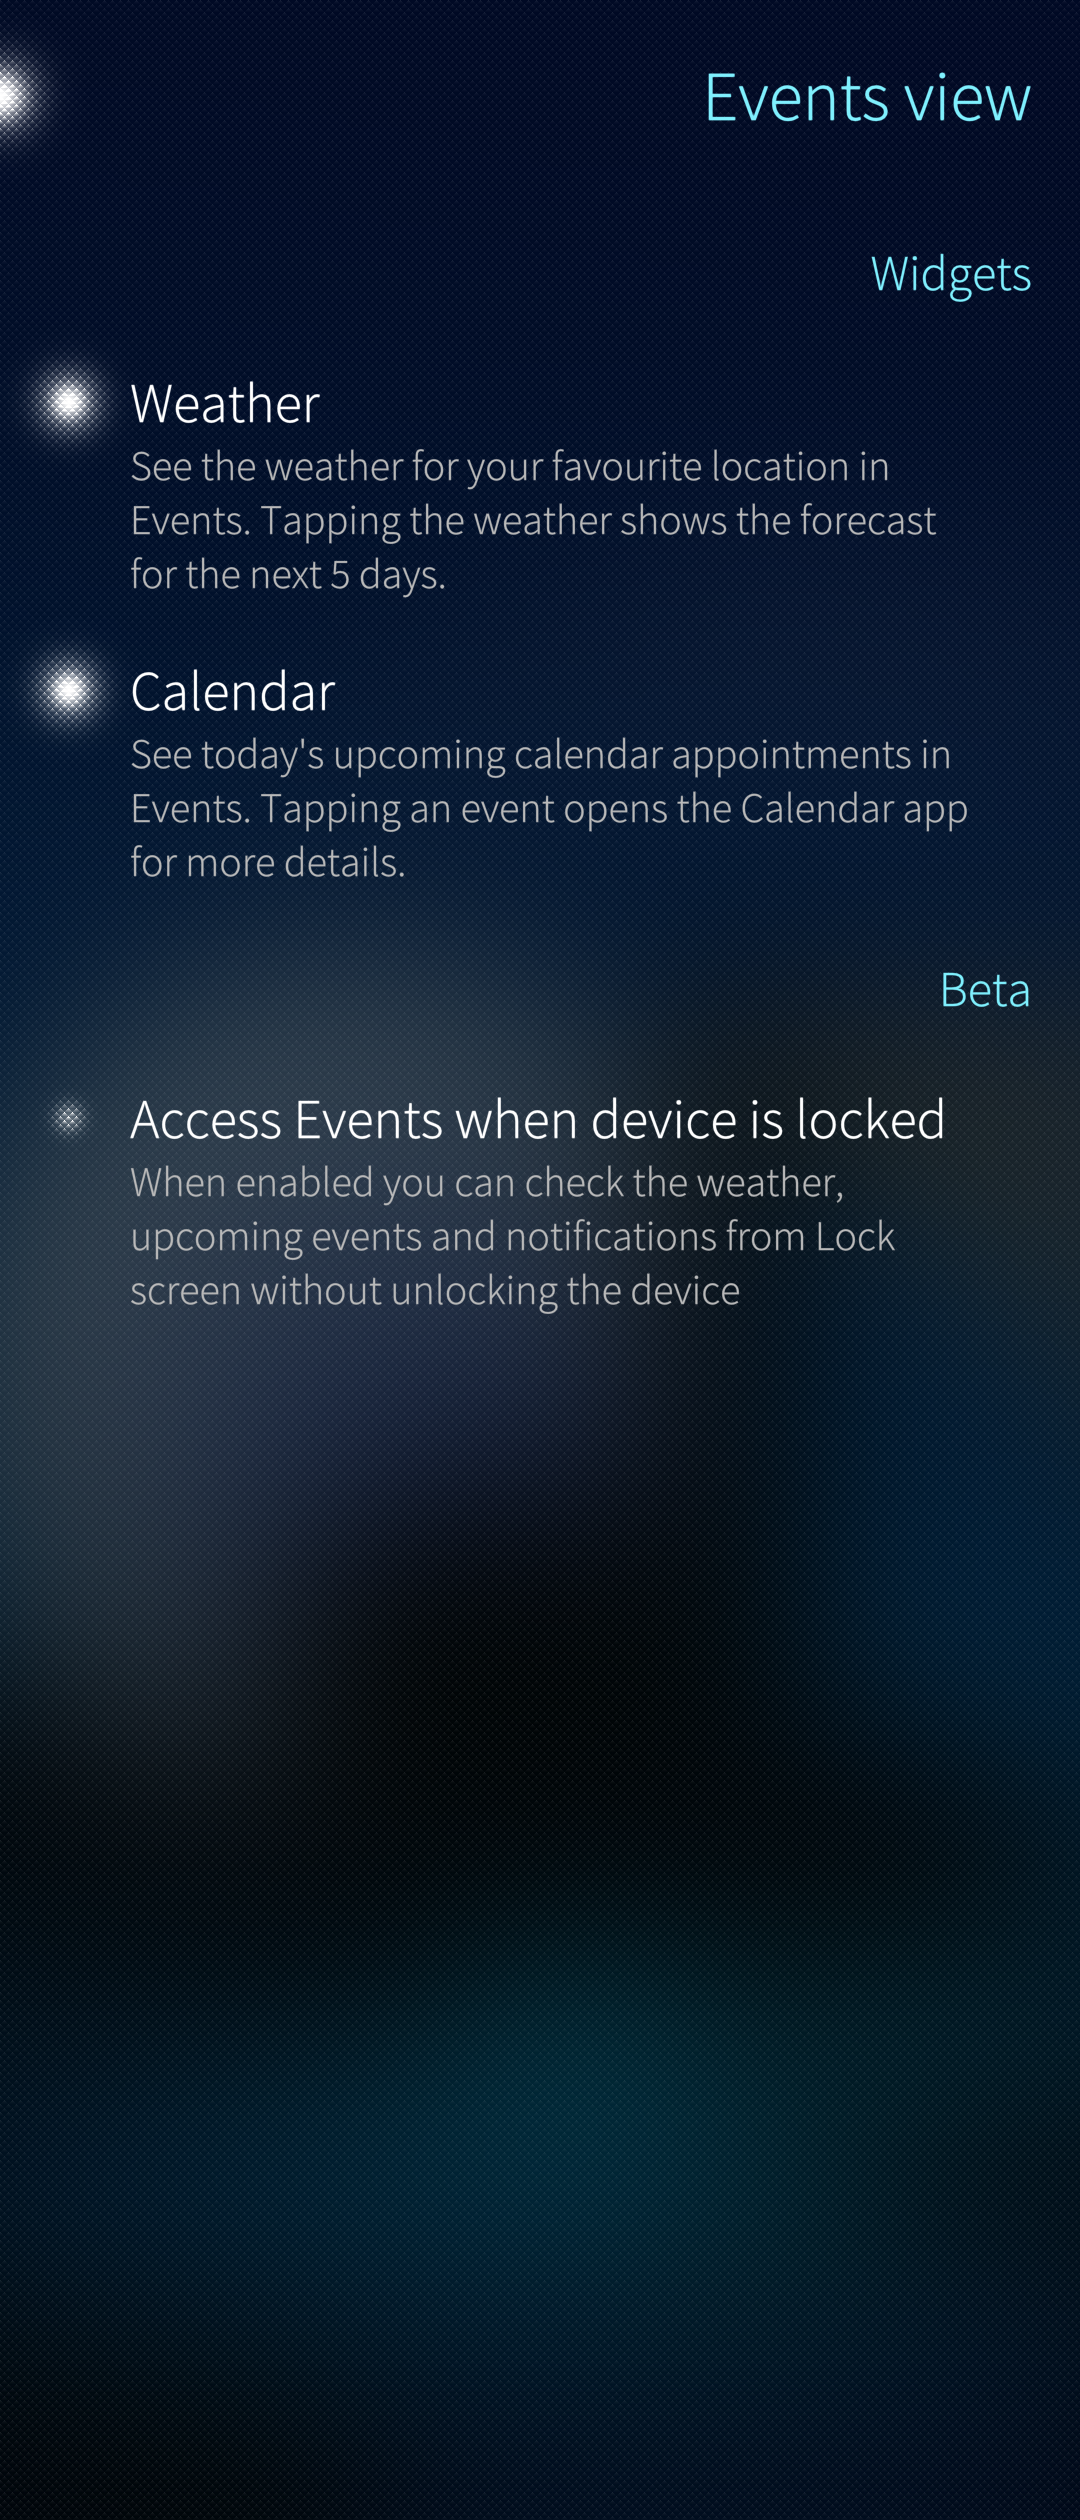 Events view
Widgets
Weather
See the weather for your favourite location in
Events. Tapping the weather shows the forecast
for the next 5 days.
Calendar
See today's upcoming calendar appointments in
Events. Tapping an event opens the Calendar app
for more details.
Beta
Access Events when device is locked
When enabled you can check the weather,
upcoming events and notifications from Lock
screen without unlocking the device